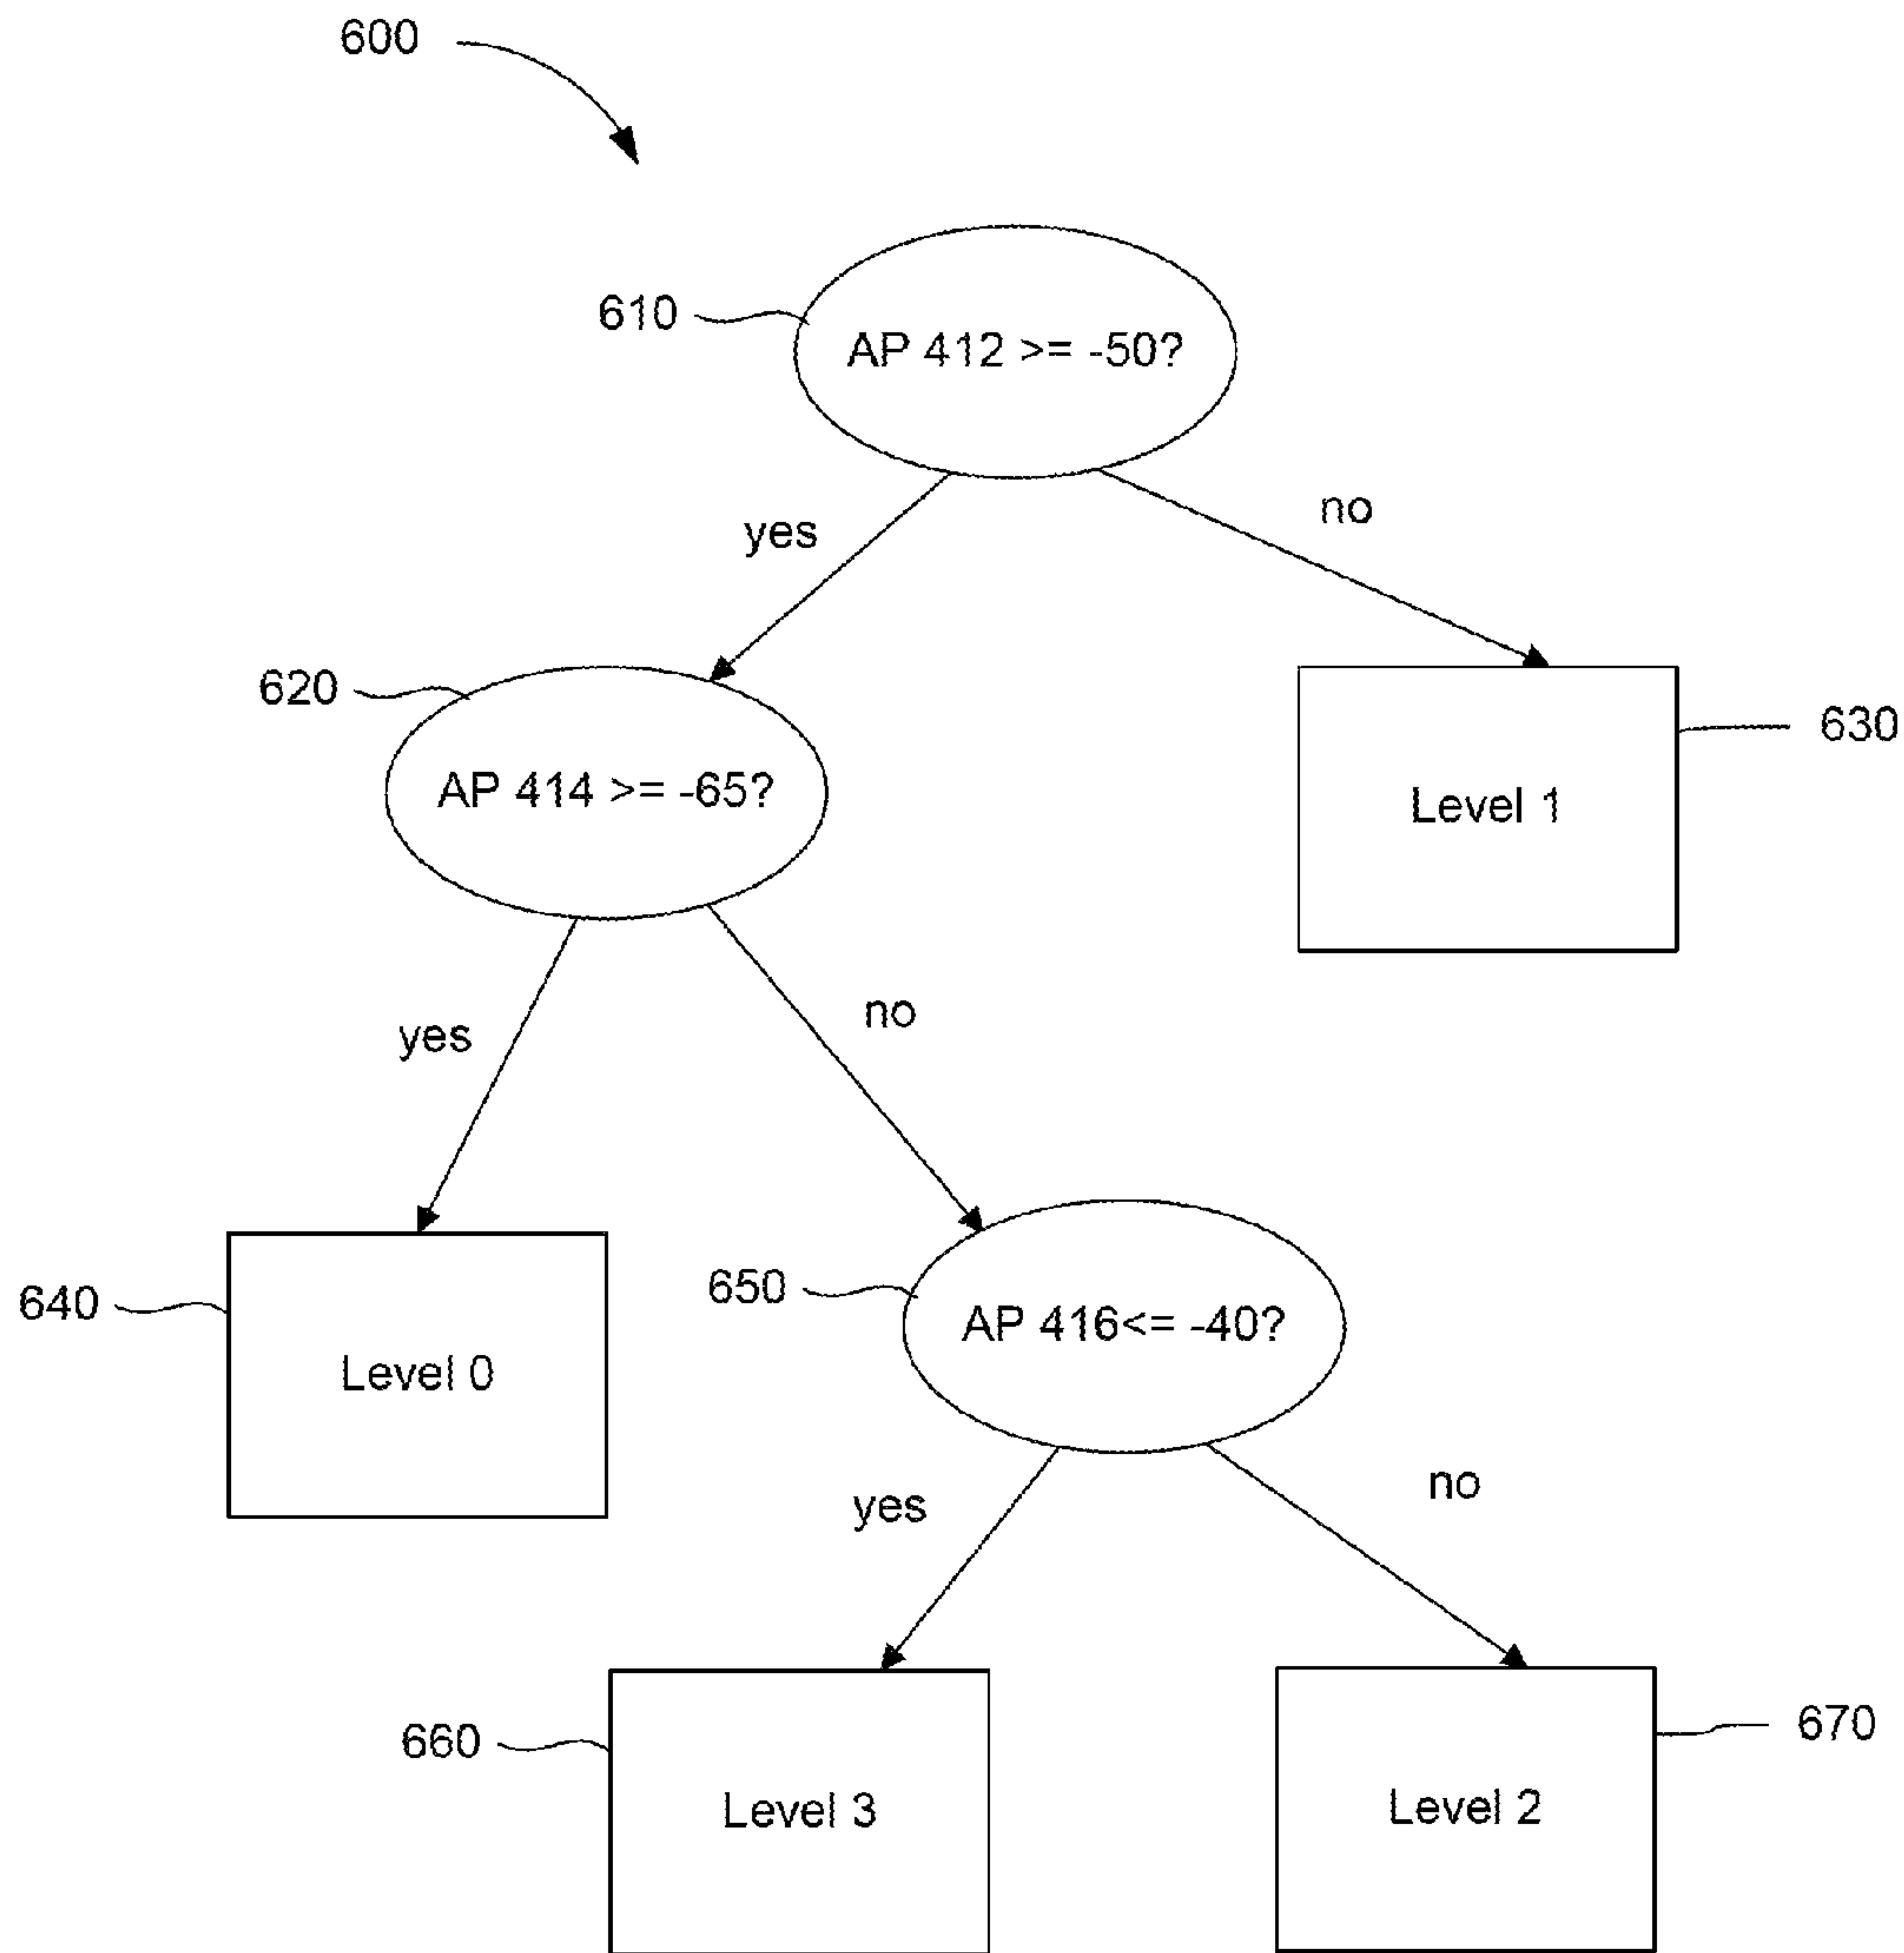 600
610
AP 412 >= -50?
yes
no
620
AP 414 >= -65?
630
Level 1
yes
no
640
Level 0
650
AP 416<= -40?
yes
no
660
Level 3
670
Level 2